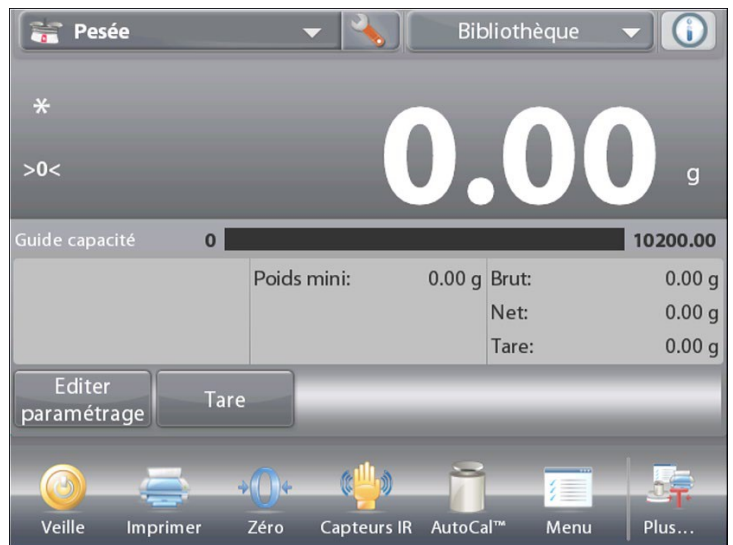 Pesée
Bibliothèque
*
0.00 g
>0<
Guide capacité 0 10200.00
Poids mini: 0.00 g Brut: 0.00 g
Net: 0.00 g
Tare: 0.00 g
Editer
paramétrage
Tare
Veille Imprimer Zéro Capteurs IR AutoCal™ Menu Plus...